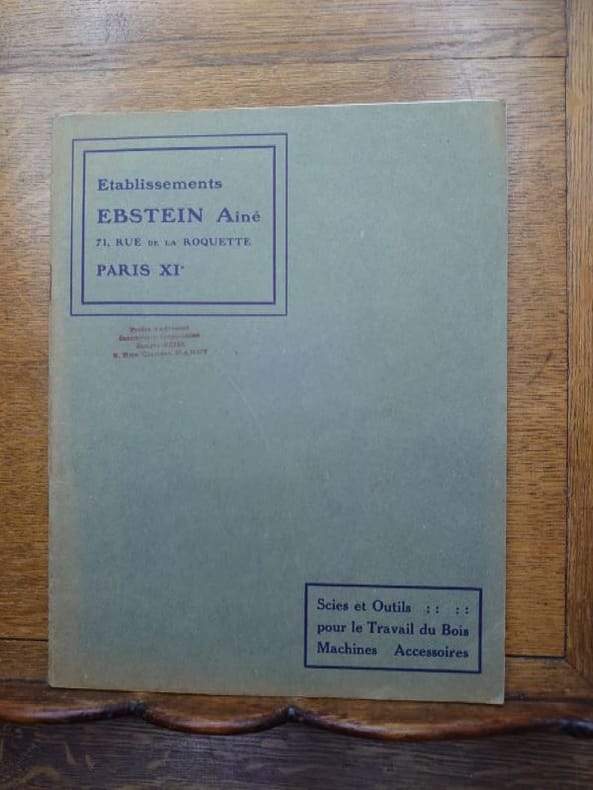 Etablissements
EBSTEIN Ainé
71, RUE DE LA ROQUETTE
PARIS XIe
Scies et Outils :: ::
pour le Travail du Bois
Machines Accessoires